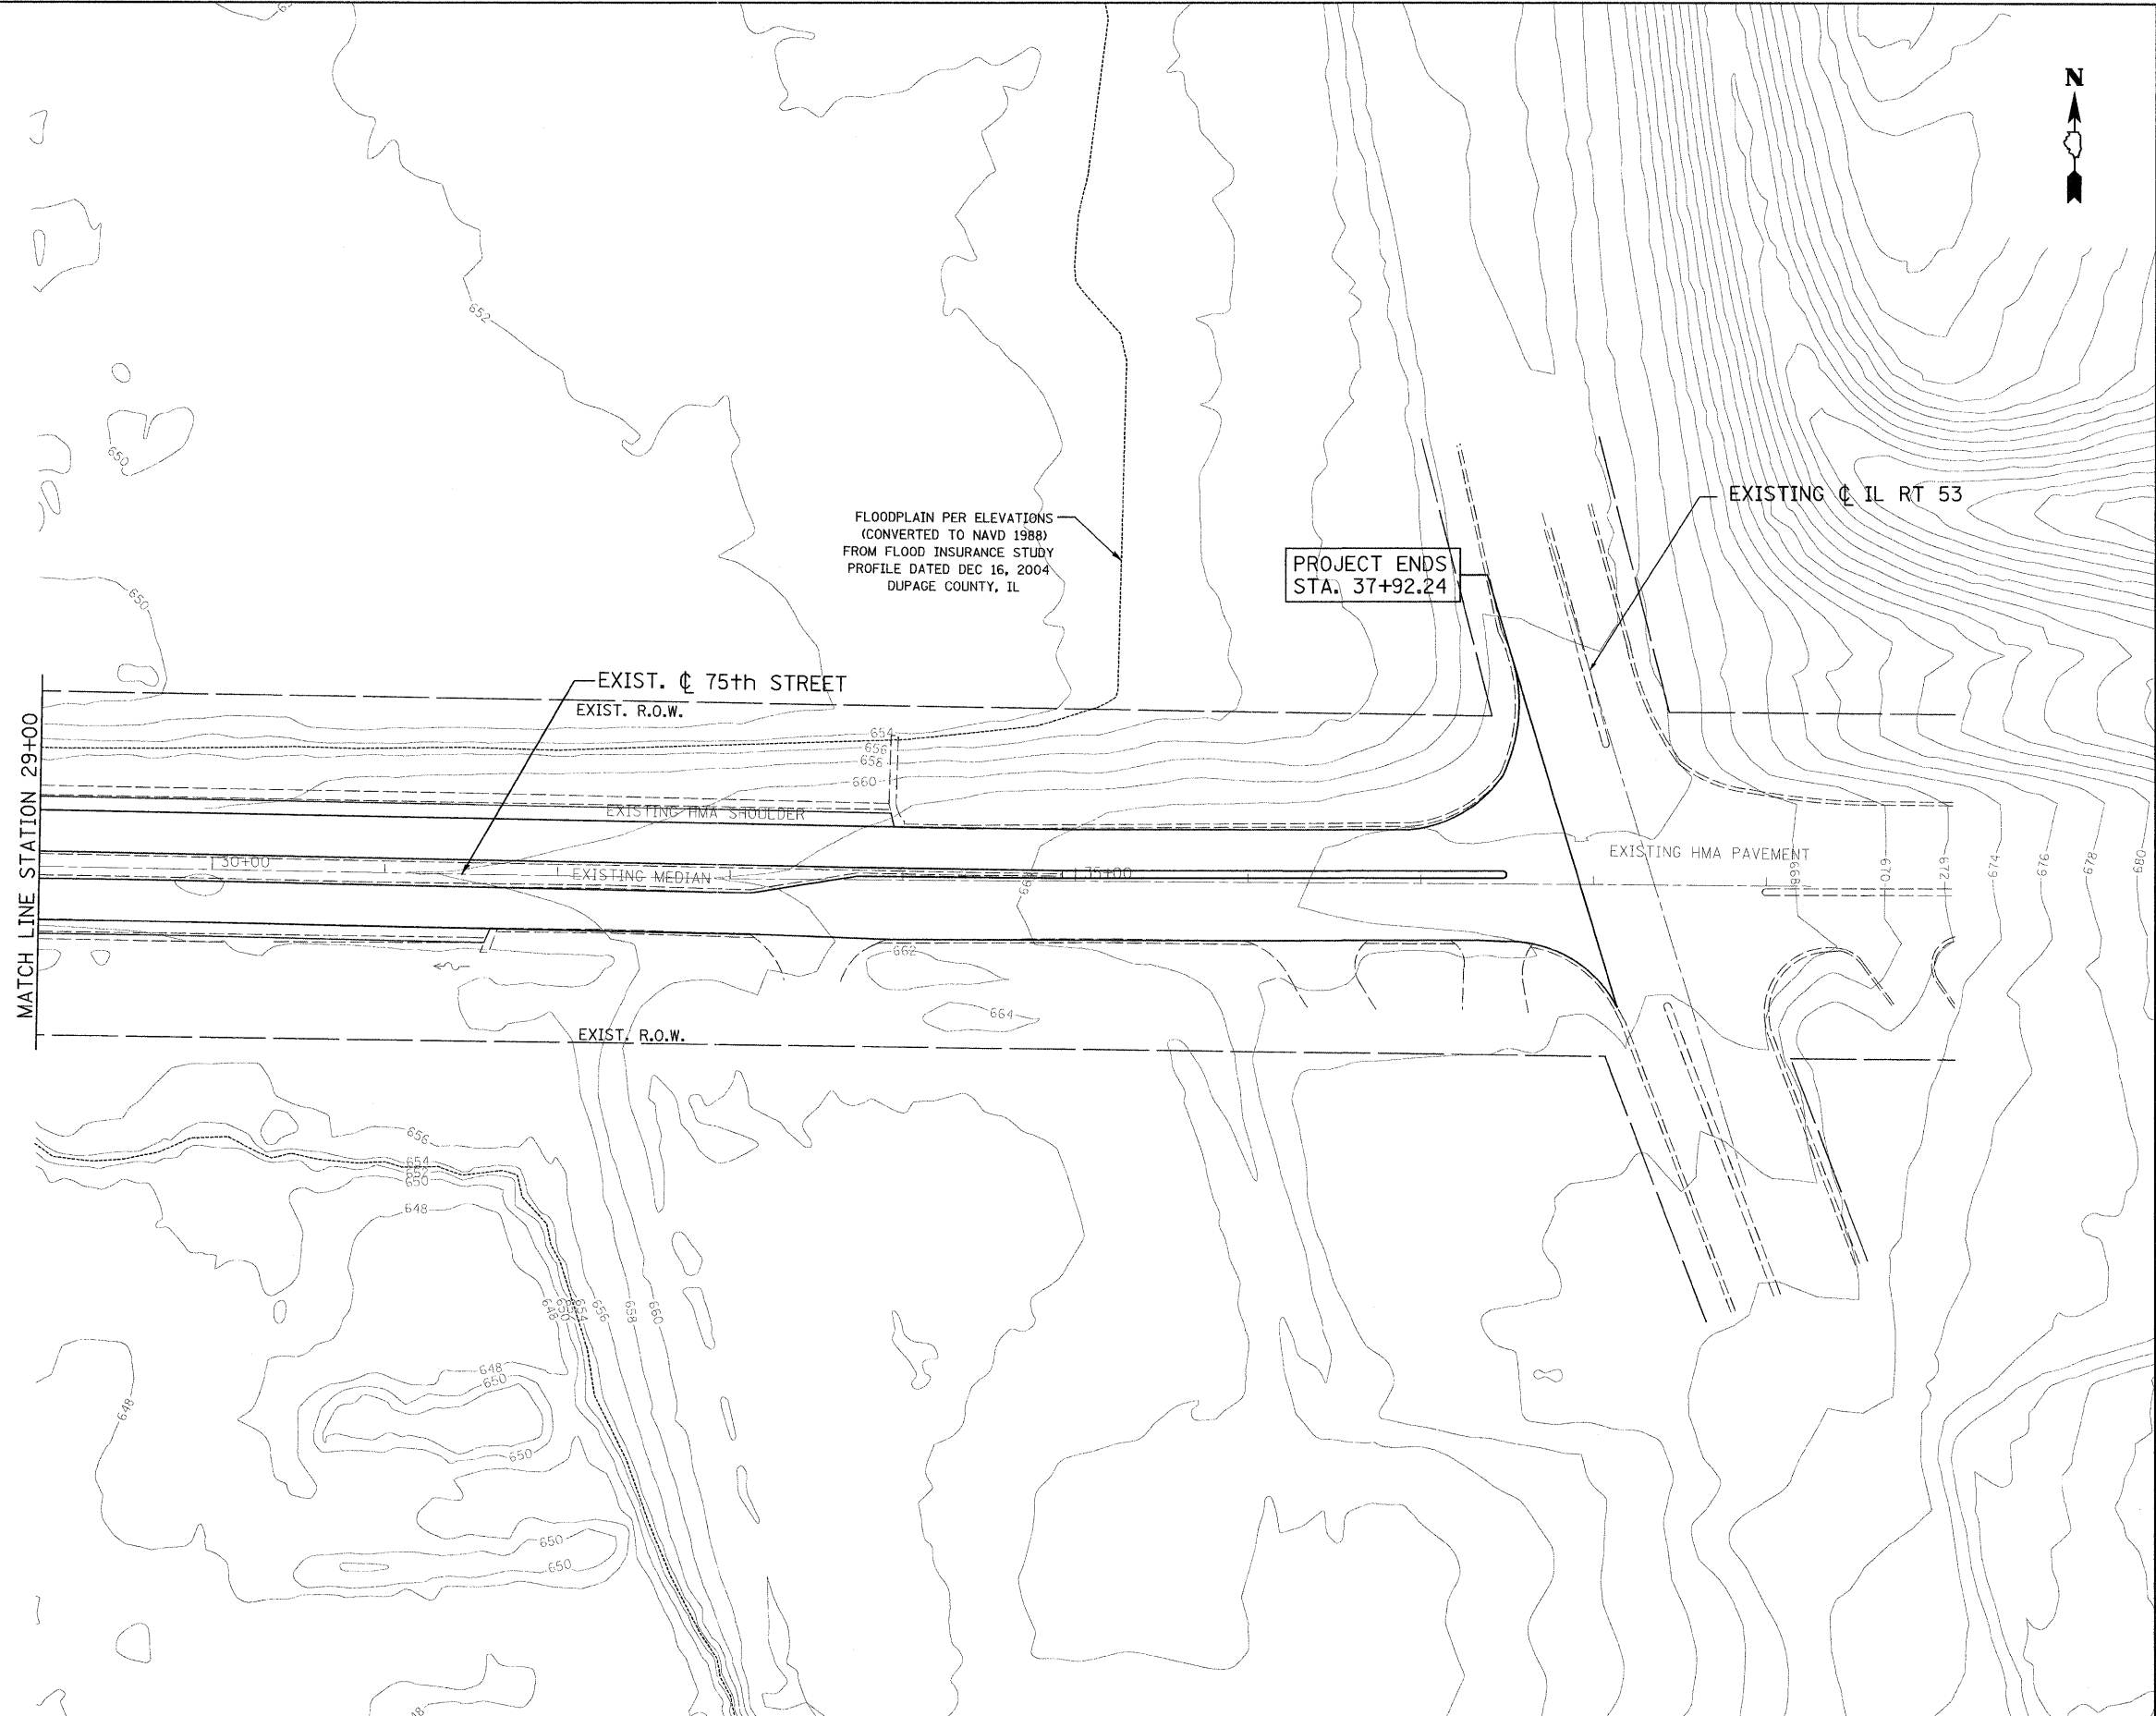 N
652
650
650
FLOODPLAIN PER ELEVATIONS
(CONVERTED TO NAVD 1988)
FROM FLOOD INSURANCE STUDY
PROFILE DATED DEC 16, 2004
DUPAGE COUNTY, IL
EXISTING ℄ IL RT 53
PROJECT ENDS
STA. 37+92.24
EXIST. ℄ 75th STREET
EXIST. R.O.W.
MATCH LINE STATION 29+00
654
656
658
660
EXISTING HMA SHOULDER
30+00
EXISTING MEDIAN
35+00
EXISTING HMA PAVEMENT
668
670
672
674
676
678
680
662
664
EXIST. R.O.W.
656
654
652
650
648
648
650
654
656
658
660
648
650
648
650
650
650